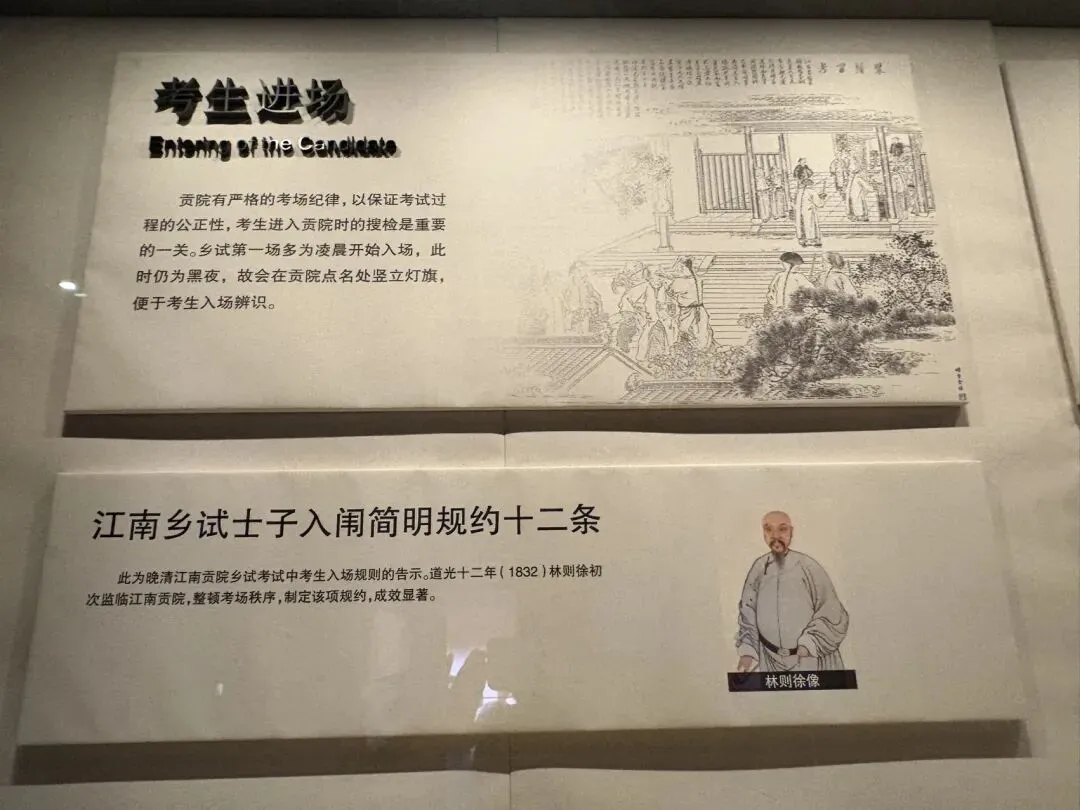 考生进场
Entering of the Candidate
贡院有严格的考场纪律，以保证考试过
程的公正性，考生进入贡院时的搜检是重要
的一关。乡试第一场多为凌晨开始入场，此
时仍为黑夜，故会在贡院点名处竖立灯旗，
便于考生入场辨识。
江南乡试士子入闱简明规约十二条
此为晚清江南贡院乡试考试中考生入场规则的告示。道光十二年（1832）林则徐初
次监临江南贡院，整顿考场秩序，制定该项规约，成效显著。
林则徐像